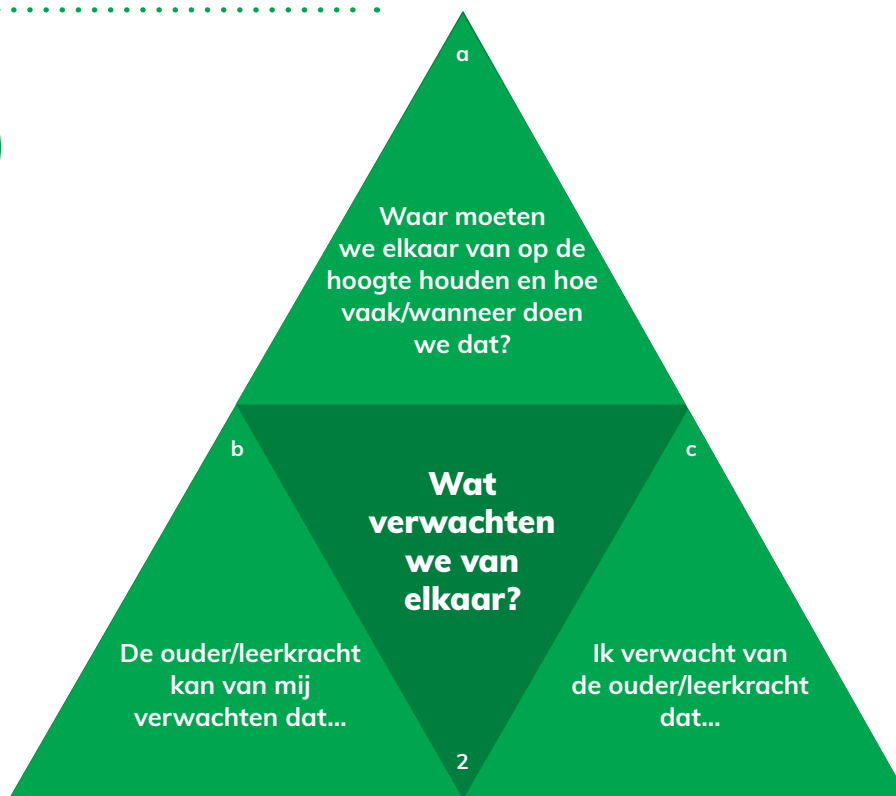 a
Waar moeten
we elkaar van op de
hoogte houden en hoe
vaak/wanneer doen
we dat?
b
c
Wat
verwachten
we van
elkaar?
De ouder/leerkracht
kan van mij
verwachten dat...
Ik verwacht van
de ouder/leerkracht
dat...
2